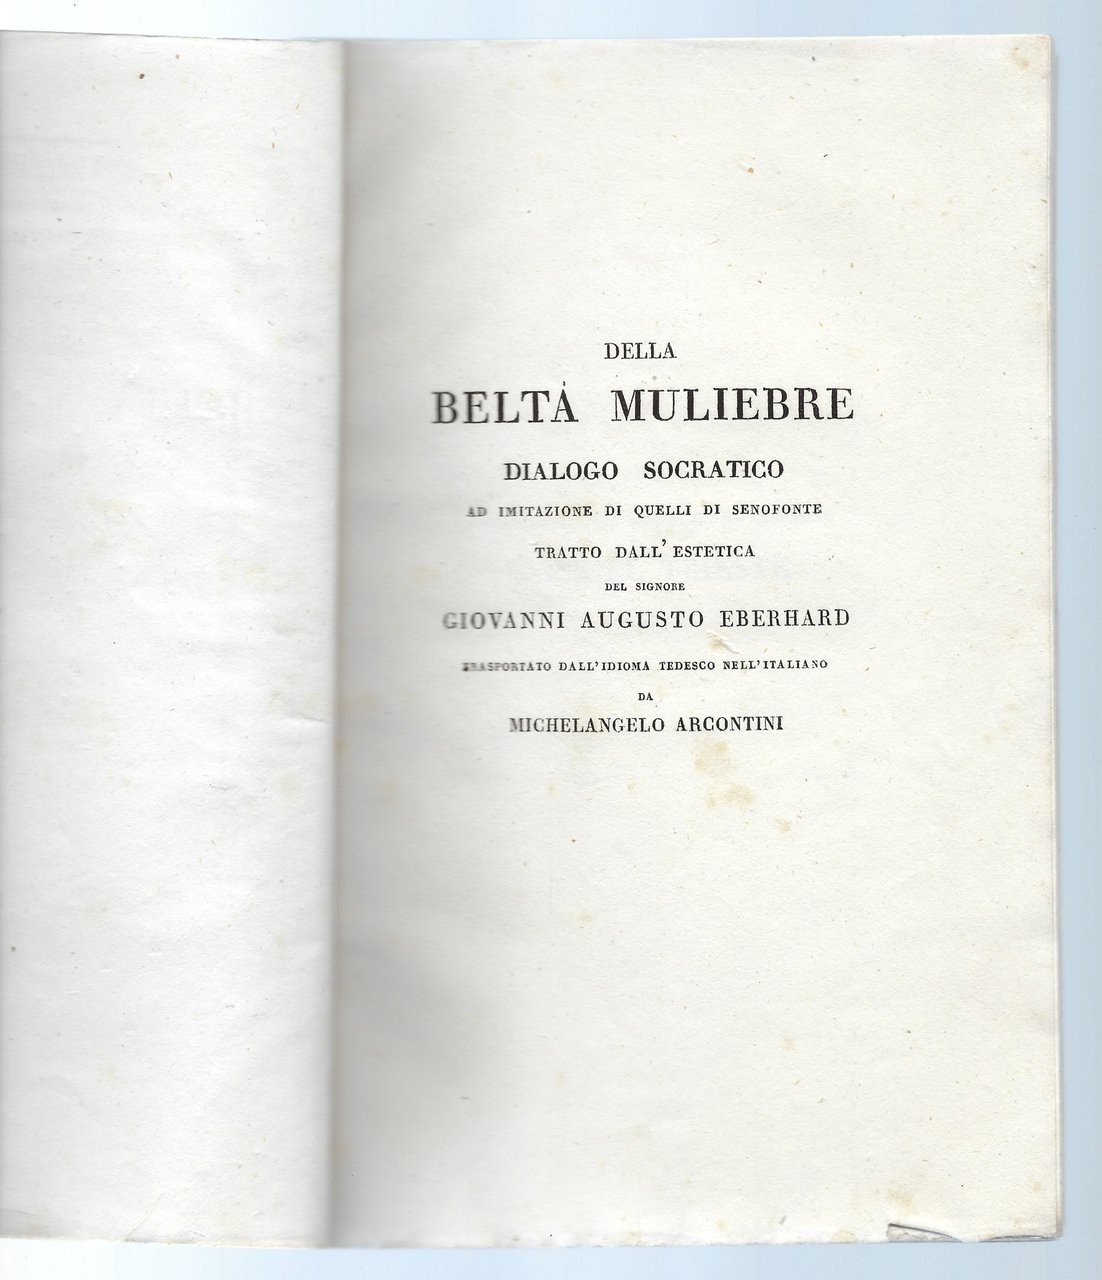 DELLA
BELTÀ MULIEBRE
DIALOGO SOCRATICO
AD IMITAZIONE DI QUELLI DI SENOFONTE
TRATTO DALL' ESTETICA
DEL SIGNORE
GIOVANNI AUGUSTO EBERHARD
TRASPORTATO DALL'IDIOMA TEDESCO NELL'ITALIANO
DA
MICHELANGELO ARCONTINI